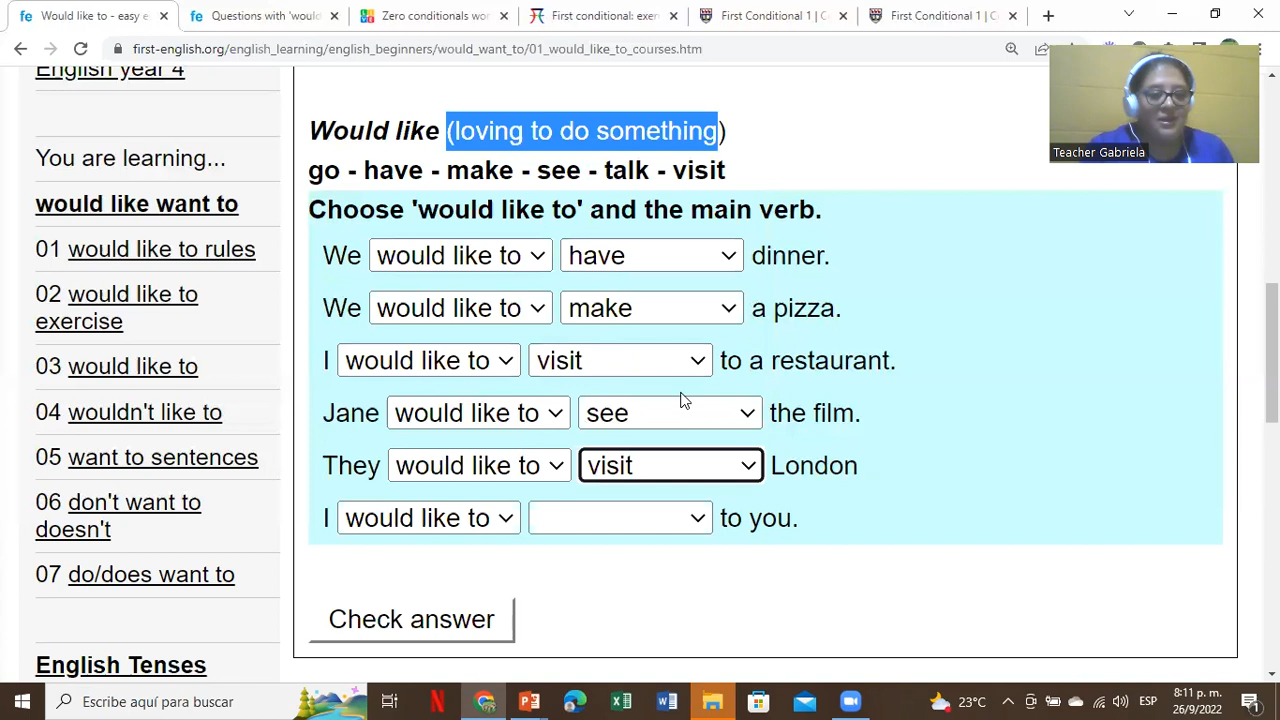 Would like to - easy e
Questions with 'would
Zero conditionals wor
First conditional: exer
First Conditional 1 | C
First Conditional 1 | C
first-english.org/english_learning/english_beginners/would_want_to/01_would_like_to_courses.htm
English year 4
You are learning...
would like want to
01 would like to rules
02 would like to
exercise
03 would like to
04 wouldn't like to
05 want to sentences
06 don't want to
doesn't
07 do/does want to
English Tenses
Would like (loving to do something)
go - have - make - see - talk - visit
Choose 'would like to' and the main verb.
We would like to have dinner.
We would like to make a pizza.
I would like to visit to a restaurant.
Jane would like to see the film.
They would like to visit London
I would like to to you.
Check answer
Teacher Gabriela
Escribe aquí para buscar
23°C
ESP
8:11 p. m.
26/9/2022